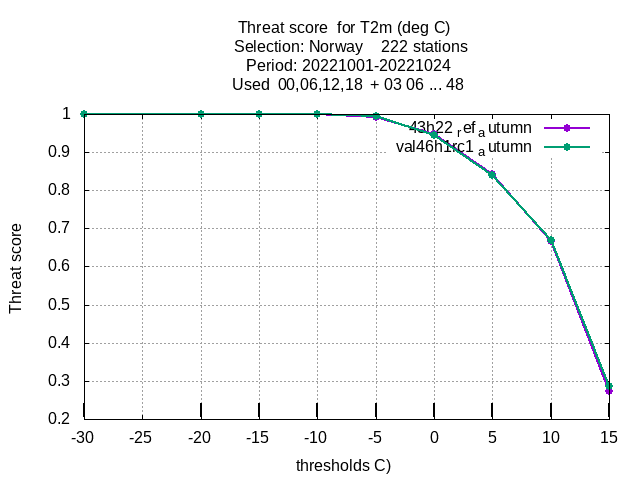 Threat score  for T2m (deg C)
Selection: Norway    222 stations
Period: 20221001-20221024
Used  00,06,12,18  + 03 06 ... 48
43h22_refautumn
val46h1rc1autumn
1
0.9
0.8
0.7
0.6
0.5
0.4
0.3
0.2
Threat score
-30 -25 -20 -15 -10 -5 0 5 10 15
thresholds C)